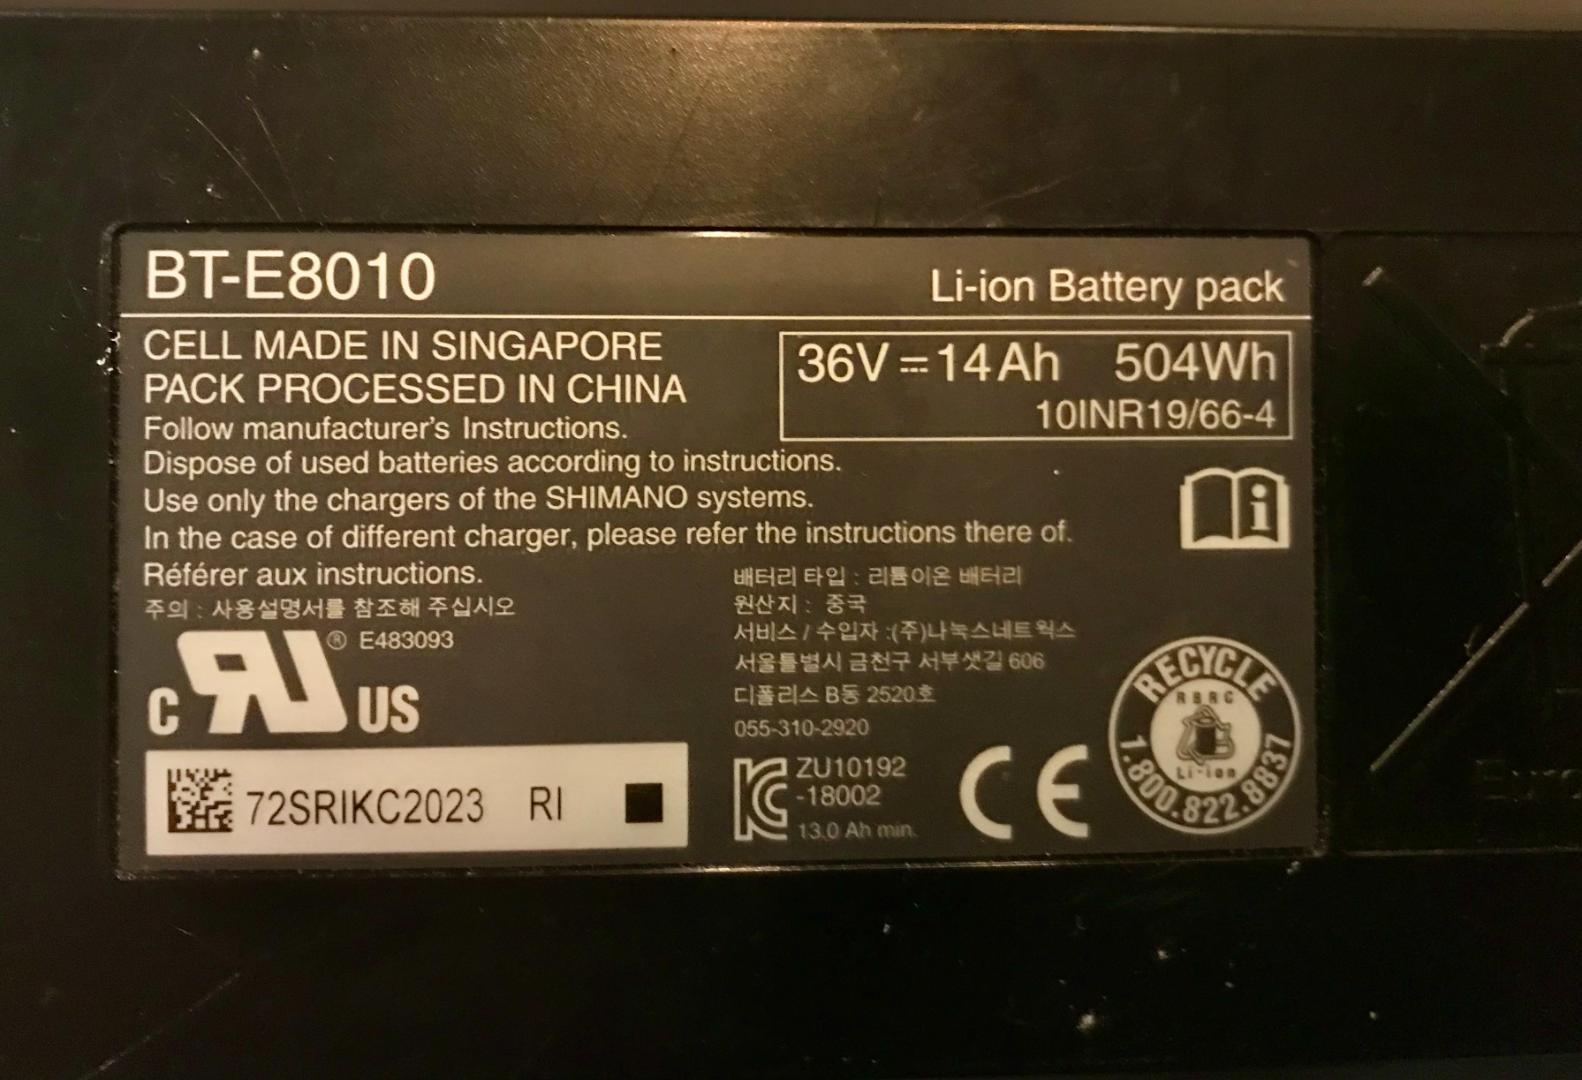 BT-E8010
Li-ion Battery pack
CELL MADE IN SINGAPORE
PACK PROCESSED IN CHINA
36V⎓14Ah 504Wh
10INR19/66-4
Follow manufacturer's Instructions.
Dispose of used batteries according to instructions.
Use only the chargers of the SHIMANO systems.
In the case of different charger, please refer the instructions there of.
Référer aux instructions.
주의 : 사용설명서를 참조해 주십시오
® E483093
C RU US
72SRIKC2023 RI
배터리 타입 : 리튬이온 배터리
원산지 : 중국
서비스 / 수입자 :(주)나눅스네트웍스
서울특별시 금천구 서부샛길 606
디폴리스 B동 2520호
055-310-2920
KC ZU10192
-18002
13.0 Ah min.
CE
RECYCLE
RBRC
Li-ion
1.800.822.8837